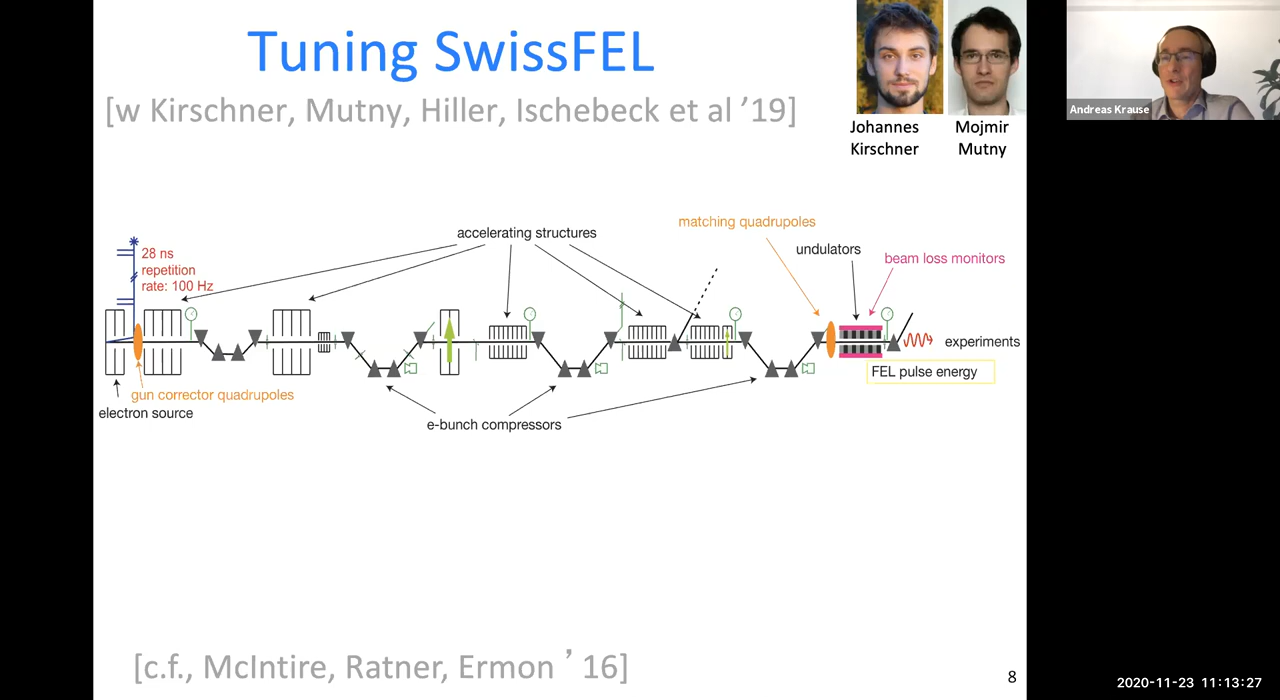 Tuning SwissFEL
[w Kirschner, Mutny, Hiller, Ischebeck et al ’19]
Johannes
Kirschner
Mojmir
Mutny
Andreas Krause
matching quadrupoles
accelerating structures
undulators
beam loss monitors
28 ns
repetition
rate: 100 Hz
experiments
FEL pulse energy
gun corrector quadrupoles
electron source
e-bunch compressors
[c.f., McIntire, Ratner, Ermon ’ 16]
8
2020-11-23 11:13:27